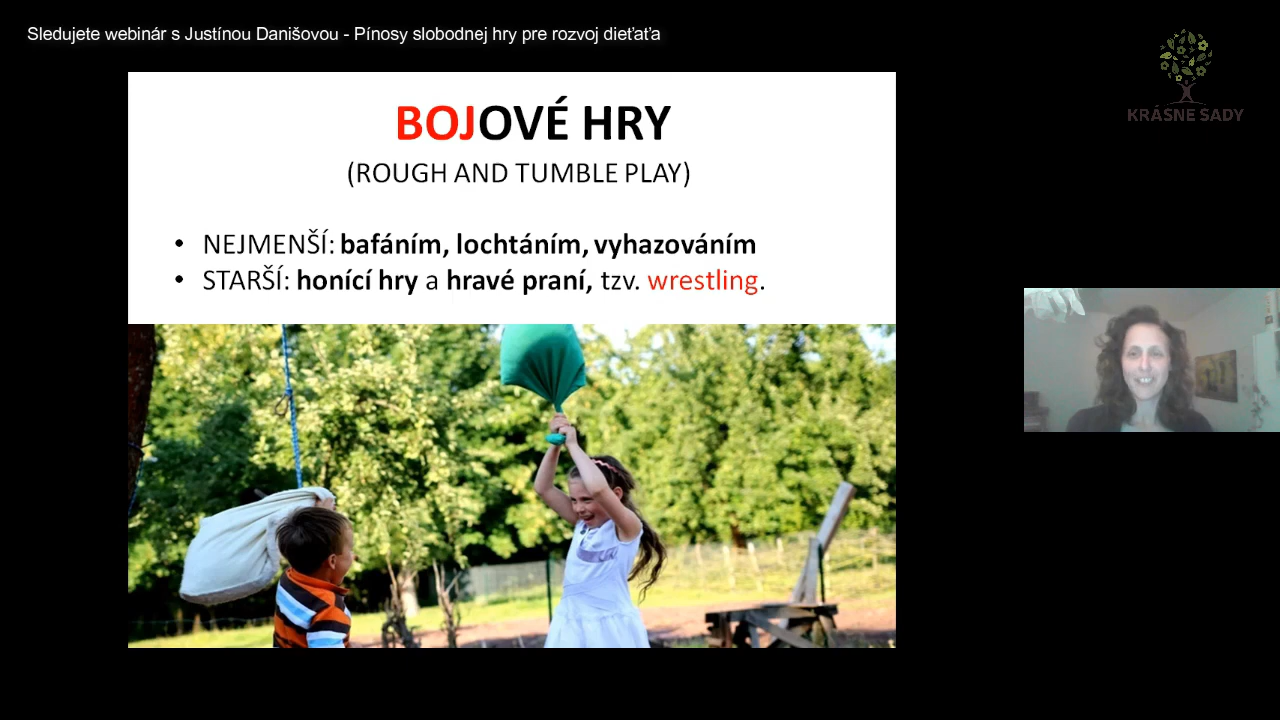 Sledujete webinár s Justínou Danišovou - Pínosy slobodnej hry pre rozvoj dieťaťa
KRÁSNE SADY
BOJOVÉ HRY
(ROUGH AND TUMBLE PLAY)
• NEJMENŠÍ: bafáním, lochtáním, vyhazováním
• STARŠÍ: honící hry a hravé praní, tzv. wrestling.